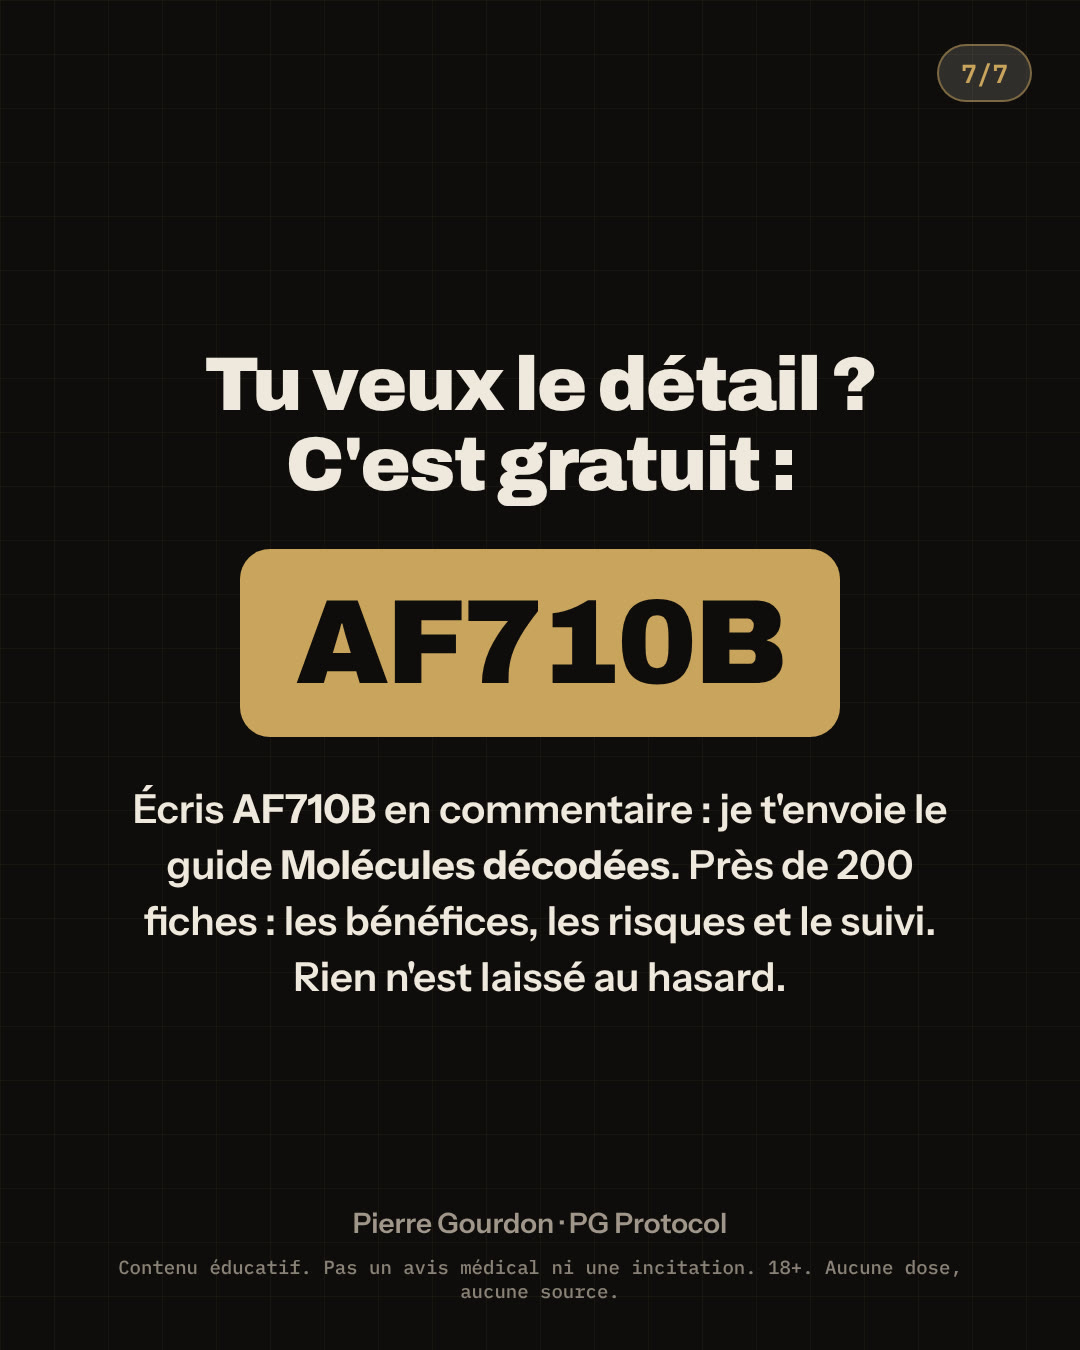 7/7
Tu veux le détail ?
C'est gratuit :
AF710B
Écris AF710B en commentaire : je t'envoie le
guide Molécules décodées. Près de 200
fiches : les bénéfices, les risques et le suivi.
Rien n'est laissé au hasard.
Pierre Gourdon · PG Protocol
Contenu éducatif. Pas un avis médical ni une incitation. 18+. Aucune dose,
aucune source.